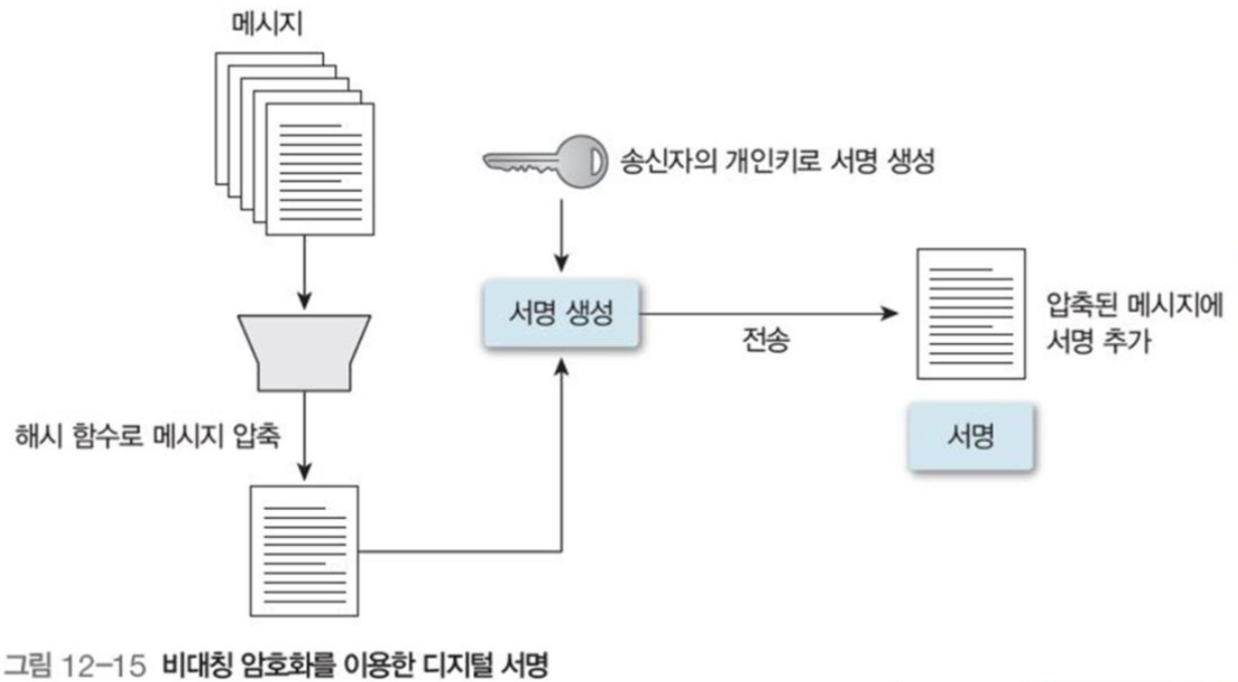 메시지
송신자의 개인키로 서명 생성
서명 생성
전송
압축된 메시지에
서명 추가
서명
해시 함수로 메시지 압축
그림 12-15 비대칭 암호화를 이용한 디지털 서명